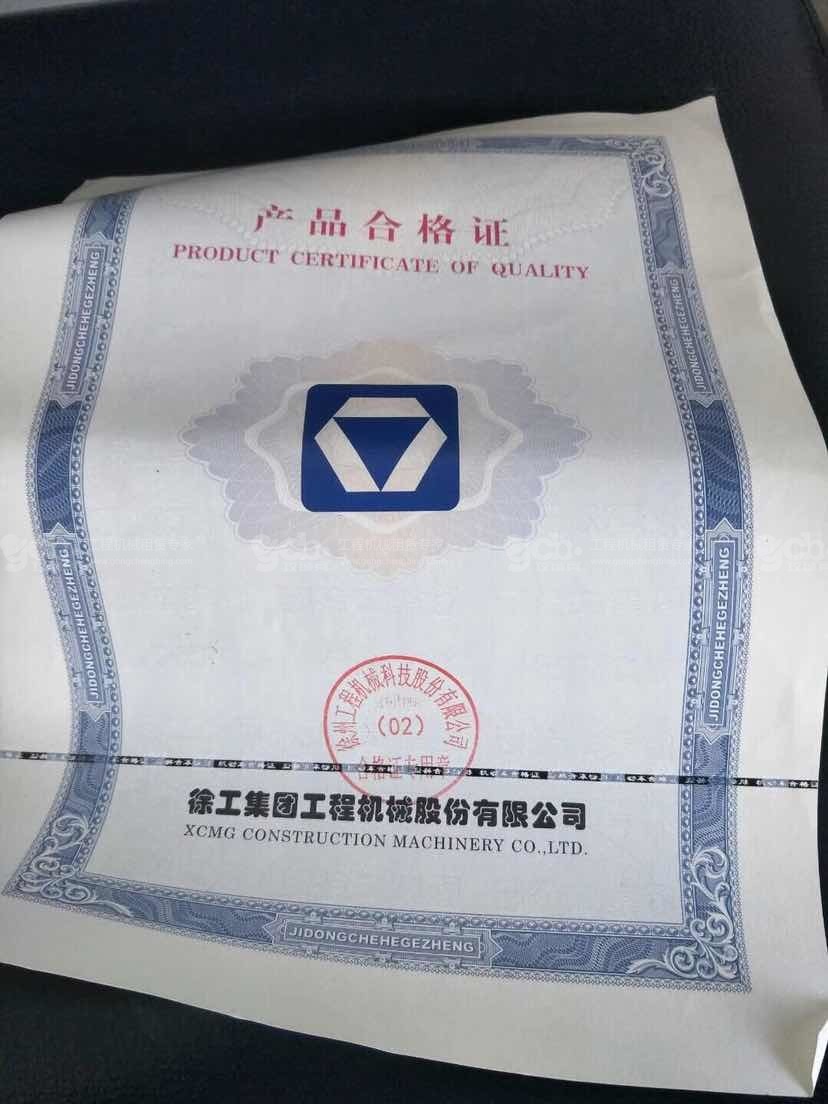 产品合格证
PRODUCT CERTIFICATE OF QUALITY
JIDONGCHEHEGEZHENG
JIDONGCHEHEGEZHENG
JIDONGCHEHEGEZHENG
JIDONGCHEHEGEZHENG
徐州工程机械科技股份有限公司
(02)
合格证专用章
徐工集团工程机械股份有限公司
XCMG CONSTRUCTION MACHINERY CO.,LTD.
JIDONGCHEHEGEZHENG